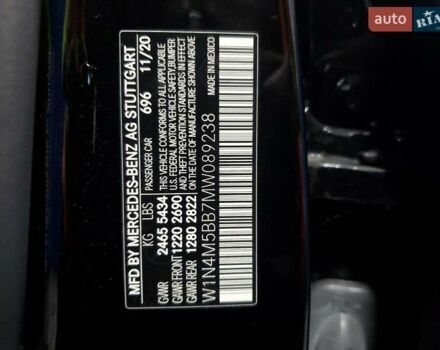 auto RIA
MFD BY MERCEDES-BENZ AG STUTTGART
KG LBS PASSENGER CAR 696 11/20
GVWR 2465 5434 THIS VEHICLE CONFORMS TO ALL APPLICABLE
GAWR FRONT 1220 2690 U.S. FEDERAL MOTOR VEHICLE SAFETY, BUMPER
GAWR REAR 1280 2822 AND THEFT PREVENTION STANDARDS IN EFFECT
ON THE DATE OF MANUFACTURE SHOWN ABOVE.
W1N4M5BB7MW089238 MADE IN MEXICO